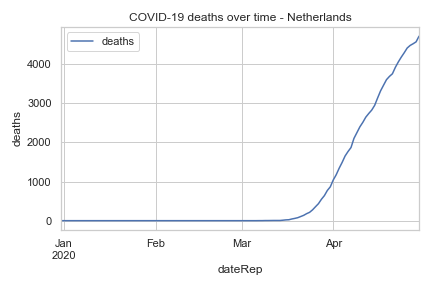 COVID-19 deaths over time - Netherlands
deaths
4000
3000
2000
1000
0
deaths
Jan
2020
Feb
Mar
Apr
dateRep